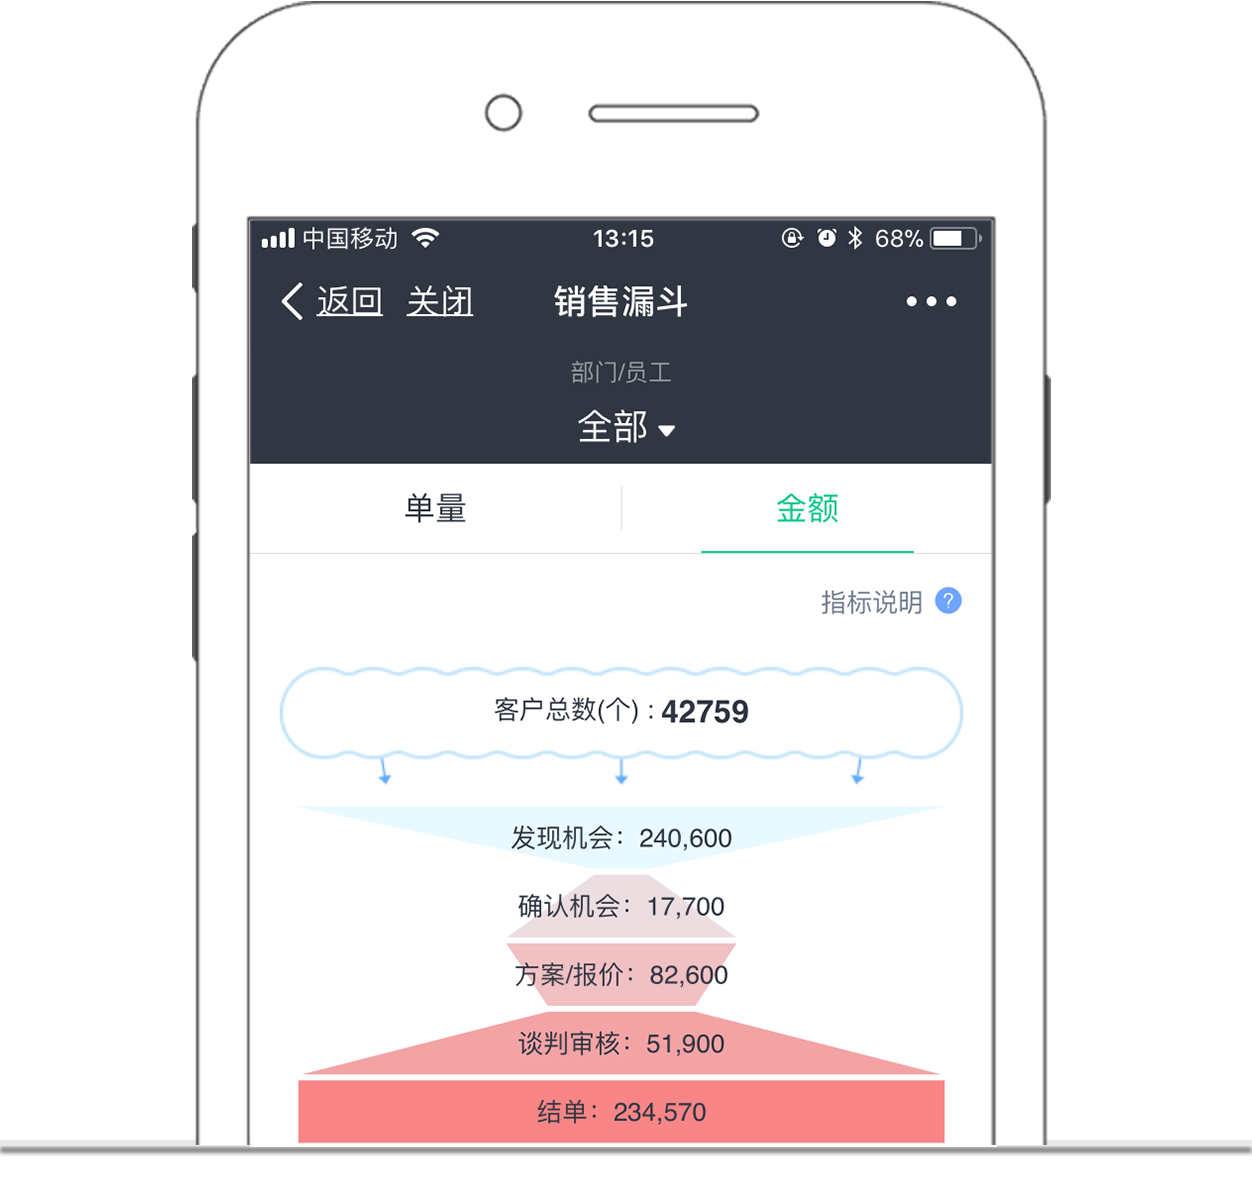 中国移动 13:15 68%
返回 关闭 销售漏斗
部门/员工
全部
单量 金额
指标说明 ?
客户总数(个) : 42759
发现机会： 240,600
确认机会： 17,700
方案/报价： 82,600
谈判审核： 51,900
结单： 234,570